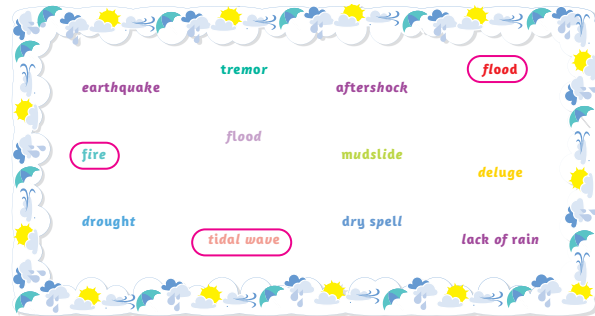 tremor
flood
earthquake
aftershock
flood
fire
mudslide
deluge
drought
dry spell
tidal wave
lack of rain